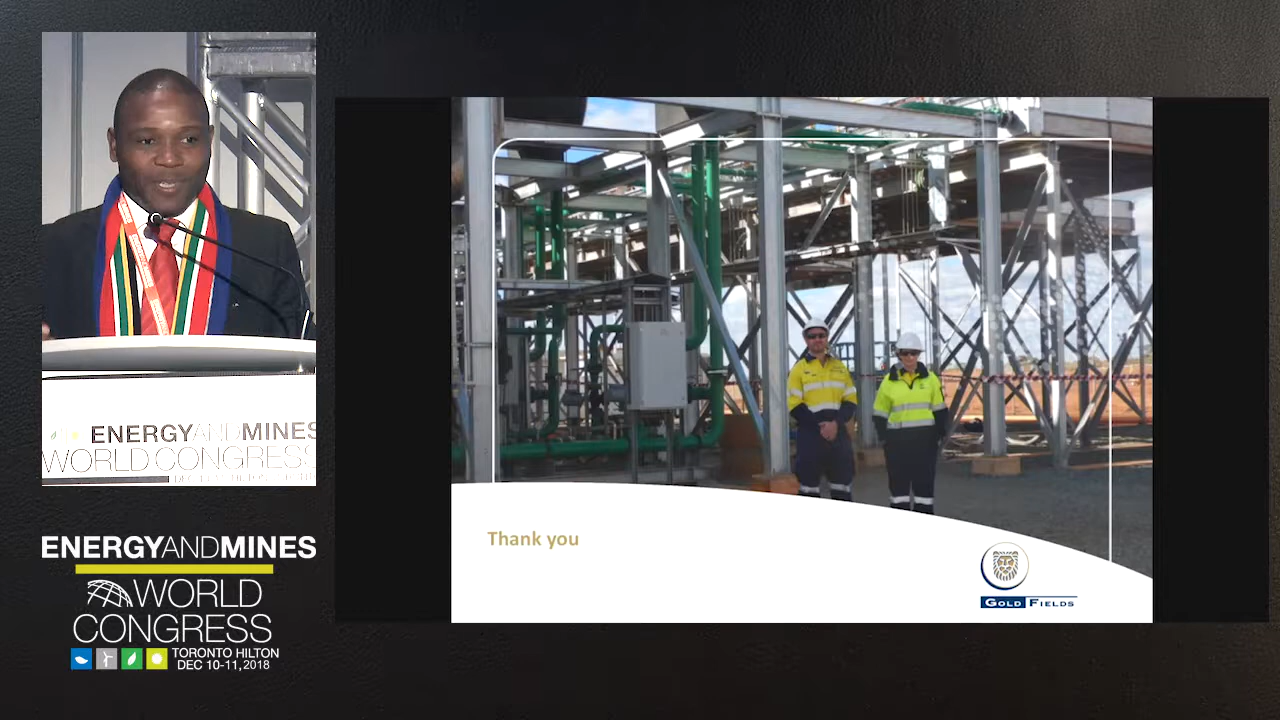 ENERGYANDMINES
WORLD CONGRESS
ENERGYANDMINES
WORLD
CONGRESS
TORONTO HILTON
DEC 10-11, 2018
Thank you
GOLD FIELDS